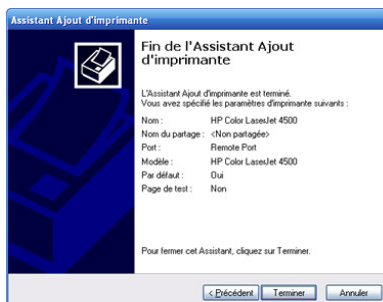 Assistant Ajout d'imprimante
Fin de l'Assistant Ajout
d'imprimante
L'Assistant Ajout d'imprimante est terminé.
Vous avez spécifié les paramètres d'imprimante suivants :
Nom : HP Color LaserJet 4500
Nom du partage : <Non partagée>
Port : Remote Port
Modèle : HP Color LaserJet 4500
Par défaut : Oui
Page de test : Non
Pour fermer cet Assistant, cliquez sur Terminer.
< Précédent Terminer Annuler